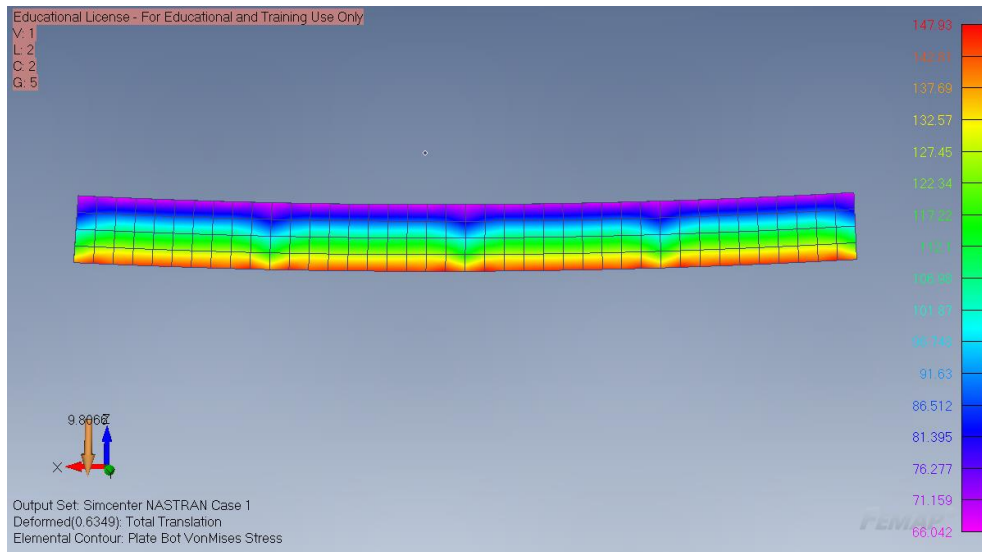 Educational License - For Educational and Training Use Only
V: 1
L: 2
C: 2
G: 5
147.93
137.69
132.57
127.45
122.34
117.22
101.87
91.63
86.512
81.395
76.277
71.159
66.042
9.8066
Z
X
Output Set: Simcenter NASTRAN Case 1
Deformed(0.6349): Total Translation
Elemental Contour: Plate Bot VonMises Stress
FEMAP